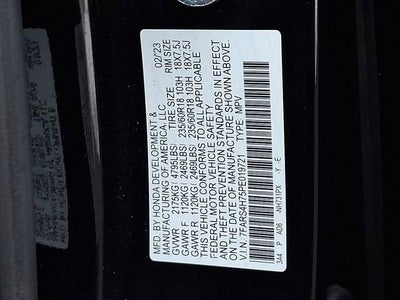 MFD. BY HONDA DEVELOPMENT & 02/23
MANUFACTURING OF AMERICA, LLC
TIRE SIZE RIM SIZE
GVWR 2175KG( 4795LBS)
GAWR F 1120KG( 2469LBS) 235/60R18 103H 18X7.5J
GAWR R 1120KG( 2469LBS) 235/60R18 103H 18X7.5J
THIS VEHICLE CONFORMS TO ALL APPLICABLE
FEDERAL MOTOR VEHICLE SAFETY
AND THEFT PREVENTION STANDARDS IN EFFECT
ON THE DATE OF MANUFACTURE SHOWN ABOVE.
V.I.N. 7FARS4H75PE019721 TYPE: MPV
3A4 P A06 Y -E